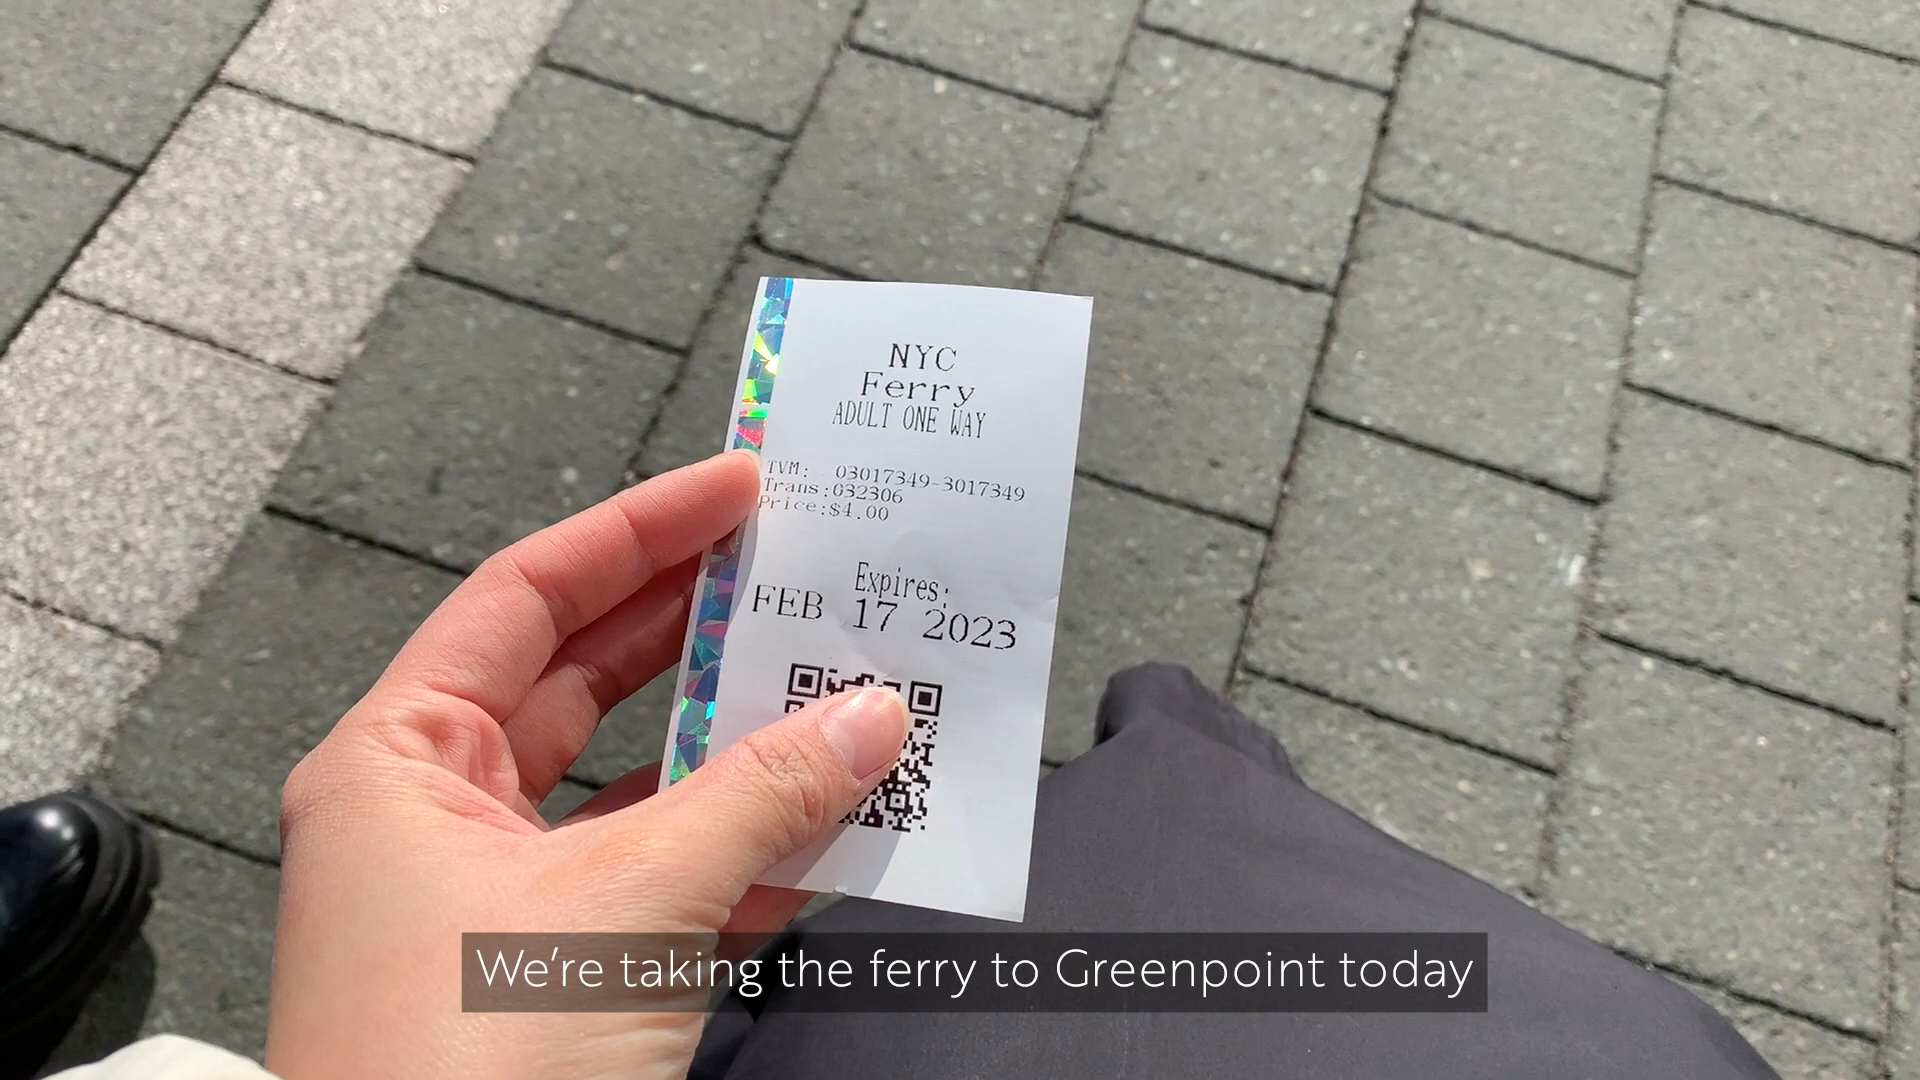 NYC
Ferry
ADULT ONE WAY
TVM: 03017349-3017349
Trans:032306
Price:$4.00
Expires:
FEB 17 2023
We're taking the ferry to Greenpoint today